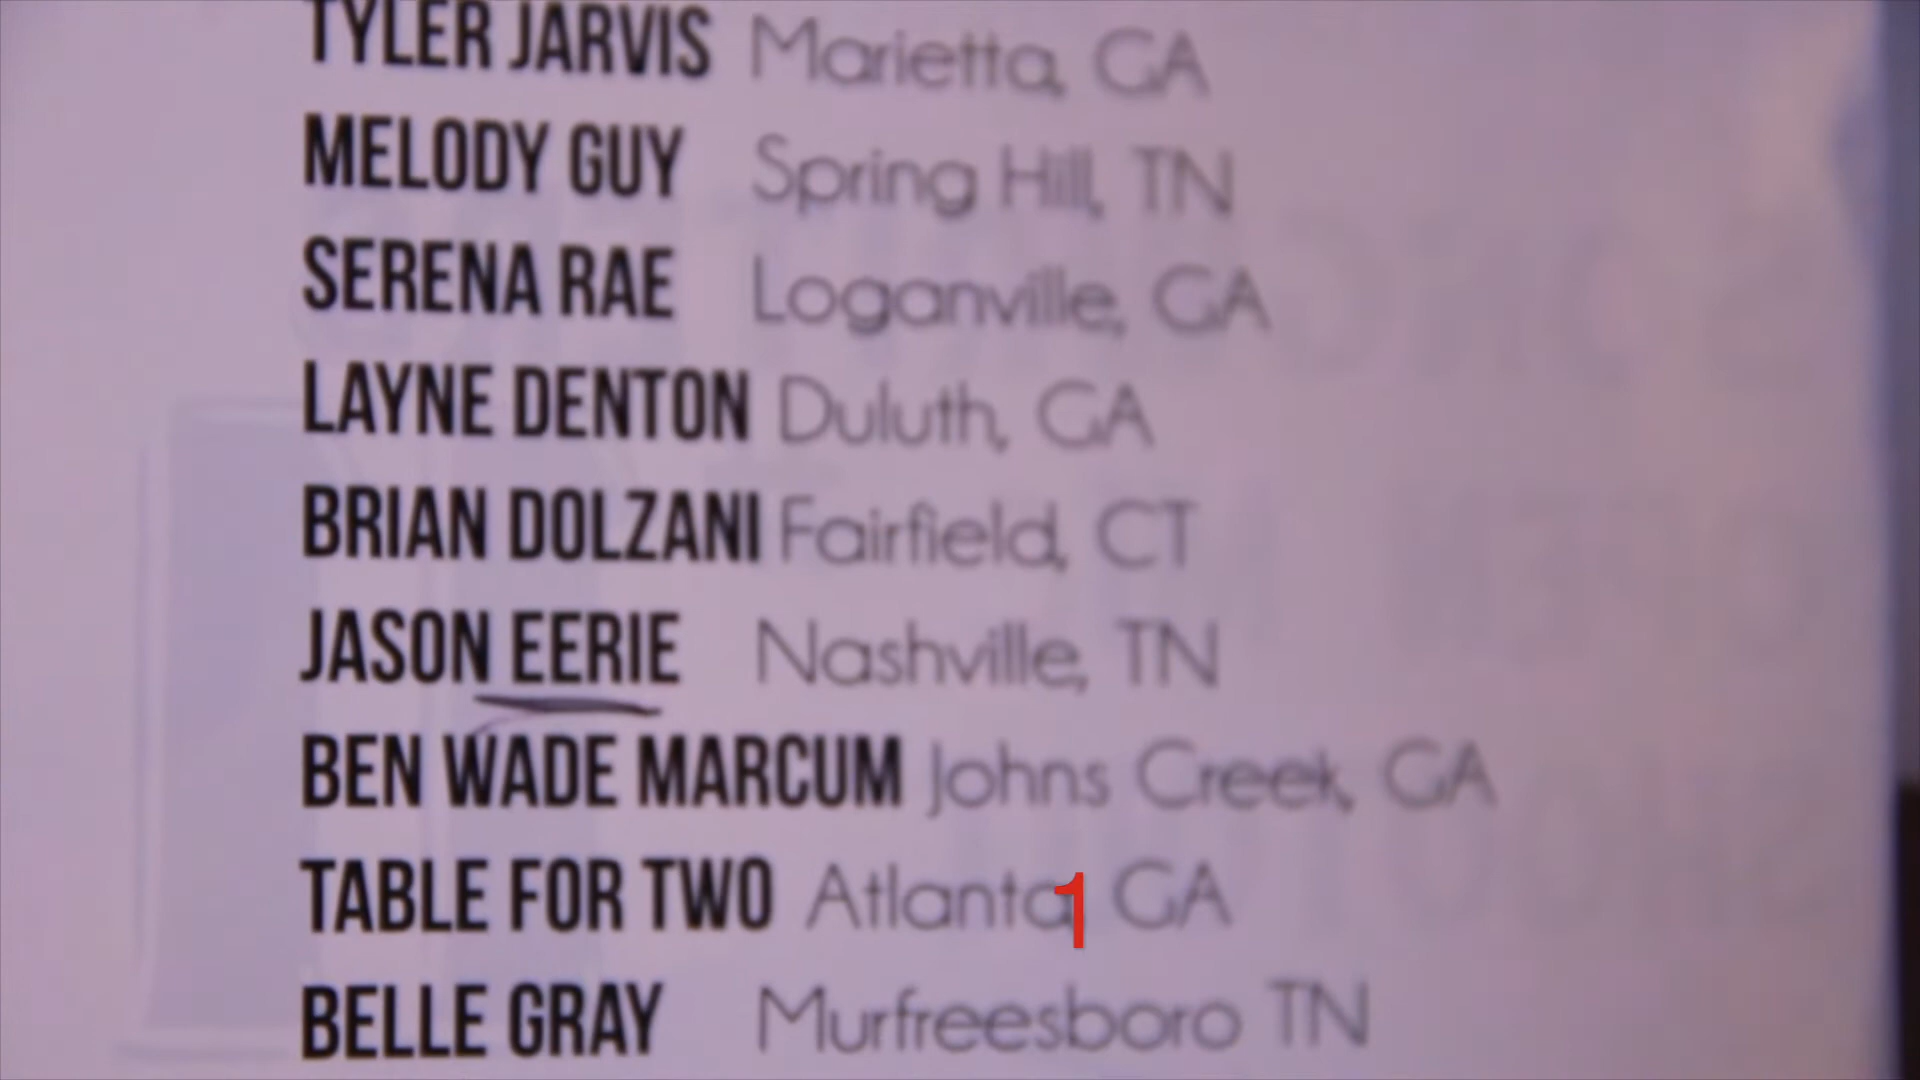 TYLER JARVIS Marietta, GA
MELODY GUY Spring Hill, TN
SERENA RAE Loganville, GA
LAYNE DENTON Duluth, GA
BRIAN DOLZANI Fairfield, CT
JASON EERIE Nashville, TN
BEN WADE MARCUM Johns Creek, GA
TABLE FOR TWO Atlanta, GA
1
BELLE GRAY Murfreesboro TN